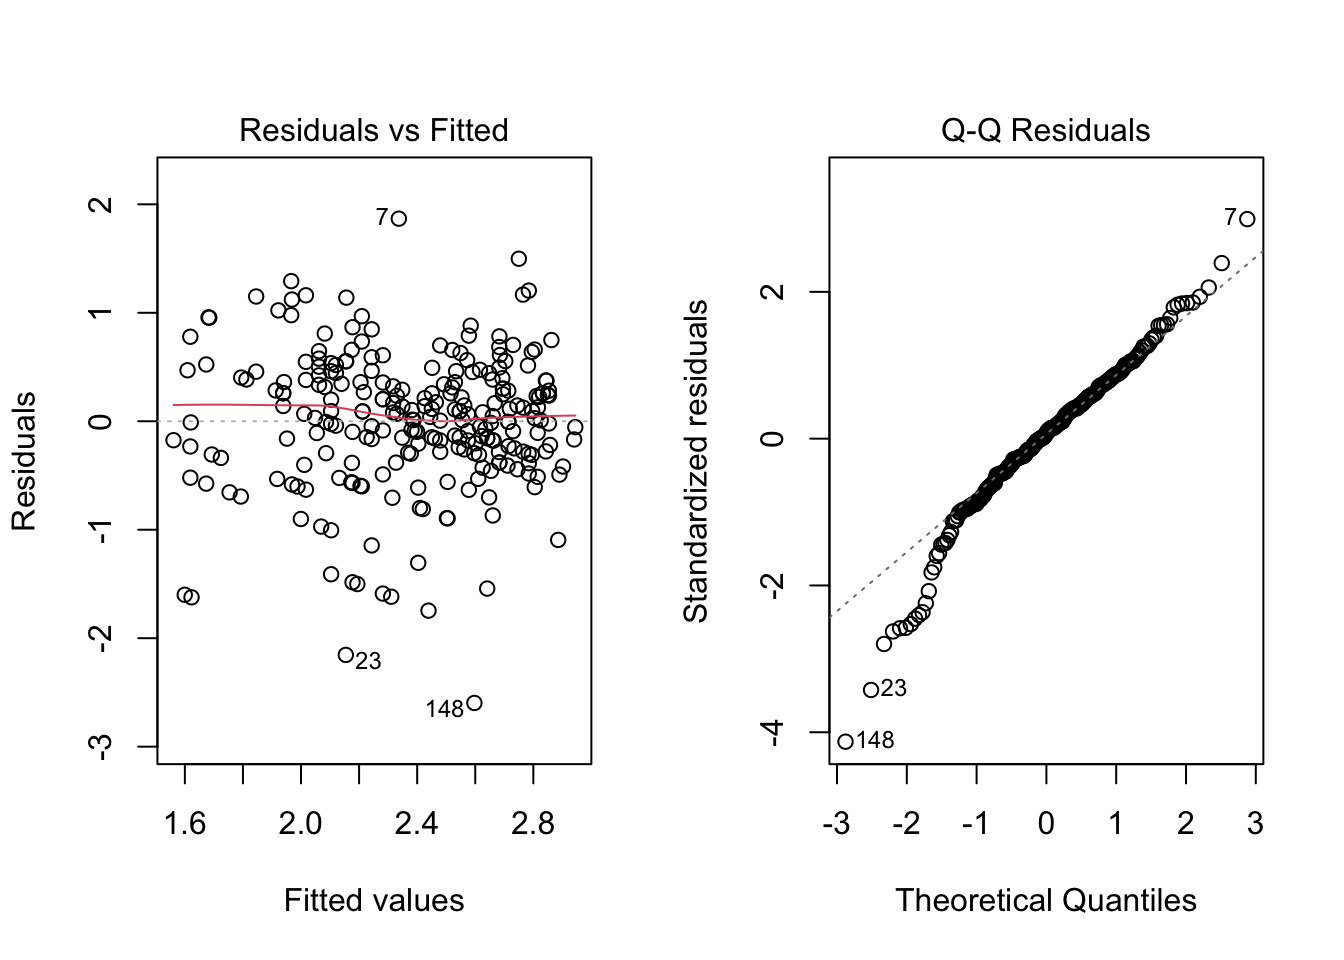 Residuals vs Fitted
Residuals
2
1
0
-1
-2
-3
7
23
148
1.6 2.0 2.4 2.8
Fitted values
Q-Q Residuals
Standardized residuals
2
0
-2
-4
7
23
148
-3 -2 -1 0 1 2 3
Theoretical Quantiles